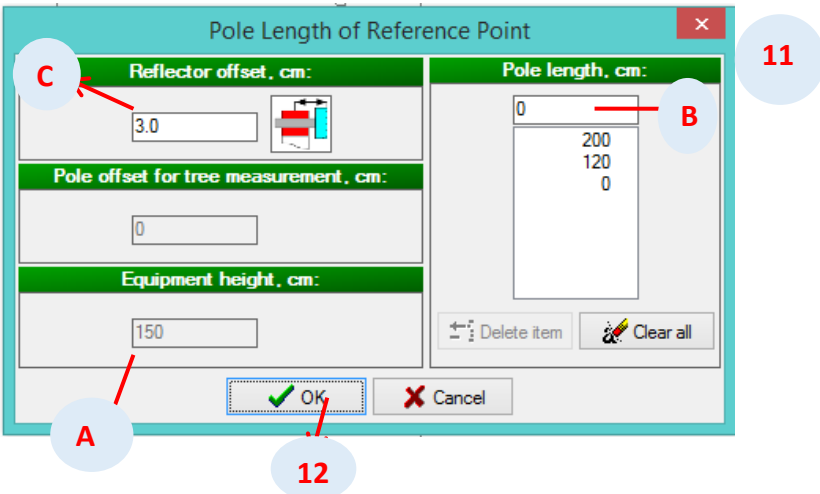 Pole Length of Reference Point
11
C
Reflector offset, cm:
3.0
Pole length, cm:
0
B
200
120
0
Pole offset for tree measurement, cm:
0
Equipment height, cm:
150
Delete item
Clear all
OK
Cancel
A
12